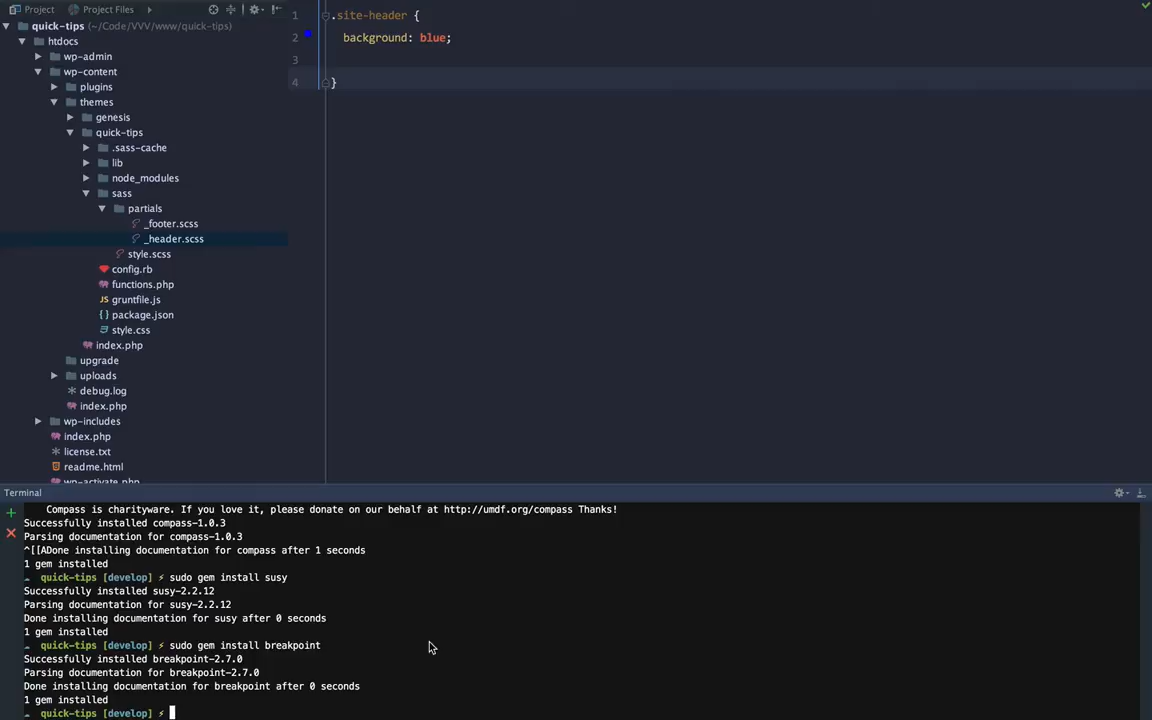 Project
Project Files
quick-tips (~/Code/VVV/www/quick-tips)
htdocs
wp-admin
wp-content
plugins
themes
genesis
quick-tips
.sass-cache
lib
node_modules
sass
partials
_footer.scss
_header.scss
style.scss
config.rb
functions.php
gruntfile.js
package.json
style.css
index.php
upgrade
uploads
debug.log
index.php
wp-includes
index.php
license.txt
readme.html
wp-activate.php
1 .site-header {
2 background: blue;
3
4 }
Terminal
Compass is charityware. If you love it, please donate on our behalf at http://umdf.org/compass Thanks!
Successfully installed compass-1.0.3
Parsing documentation for compass-1.0.3
^[[ADone installing documentation for compass after 1 seconds
1 gem installed
quick-tips [develop] ⚡ sudo gem install susy
Successfully installed susy-2.2.12
Parsing documentation for susy-2.2.12
Done installing documentation for susy after 0 seconds
1 gem installed
quick-tips [develop] ⚡ sudo gem install breakpoint
Successfully installed breakpoint-2.7.0
Parsing documentation for breakpoint-2.7.0
Done installing documentation for breakpoint after 0 seconds
1 gem installed
quick-tips [develop] ⚡